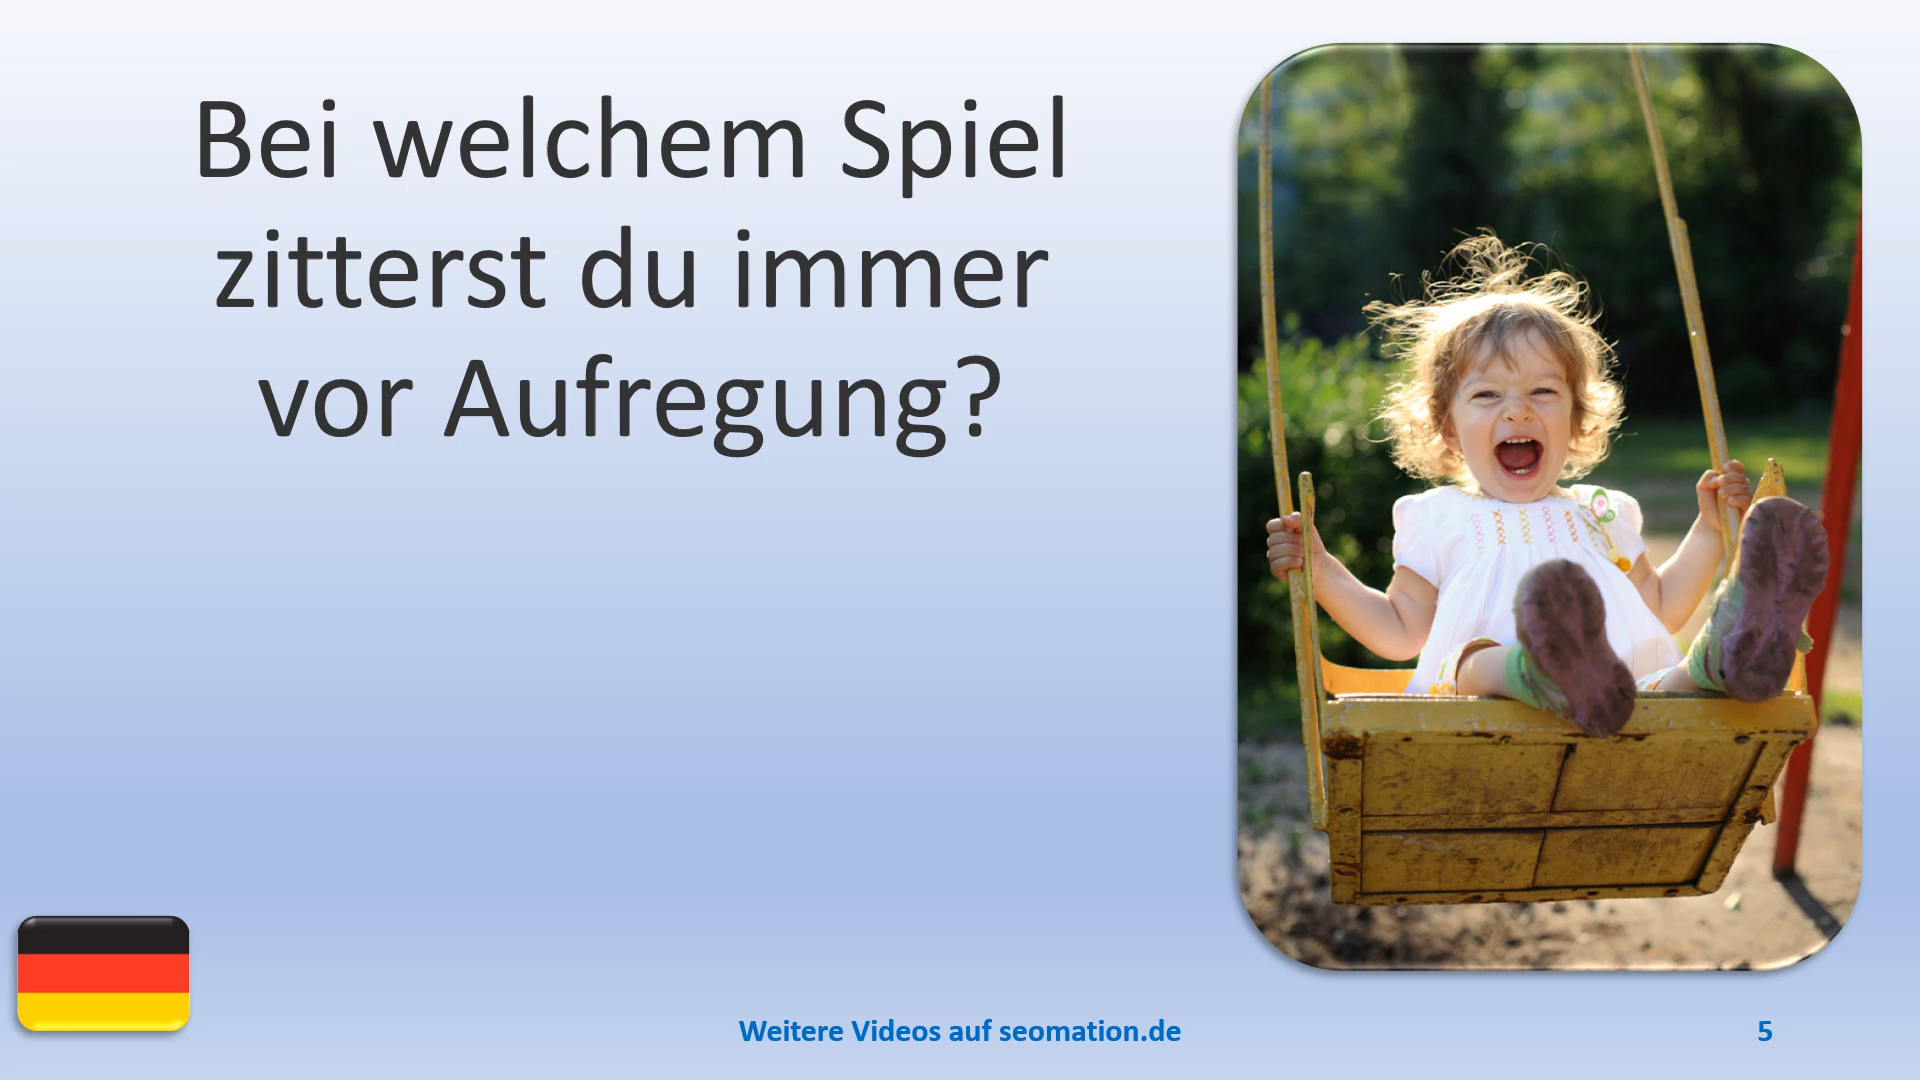 Bei welchem Spiel
zitterst du immer
vor Aufregung?
Weitere Videos auf seomation.de
5